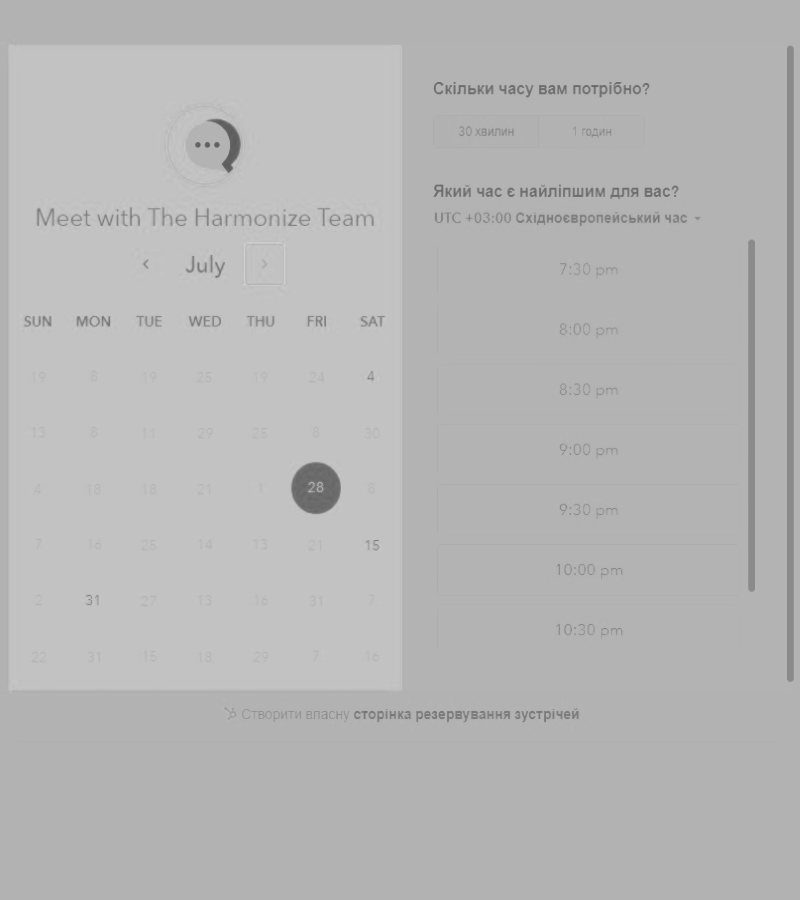 Meet with The Harmonize Team
July
SUN MON TUE WED THU FRI SAT
19 8 19 25 19 24 4
13 8 11 29 25 8 30
4 18 18 21 1 28 8
7 16 25 14 13 21 15
2 31 27 13 16 31 7
22 31 15 18 29 7 16
Скільки часу вам потрібно?
30 хвилин 1 годин
Який час є найліпшим для вас?
UTC +03:00 Східноєвропейський час
7:30 pm
8:00 pm
8:30 pm
9:00 pm
9:30 pm
10:00 pm
10:30 pm
Створити власну сторінка резервування зустрічей